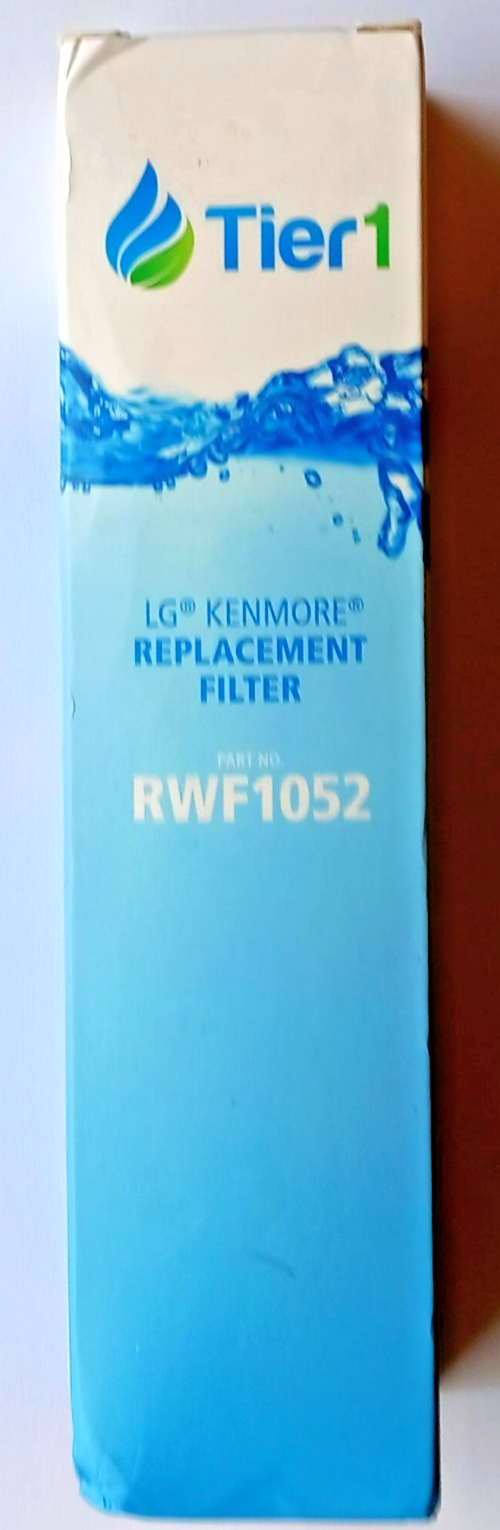 Tier1
LG® KENMORE®
REPLACEMENT
FILTER
PART NO.
RWF1052